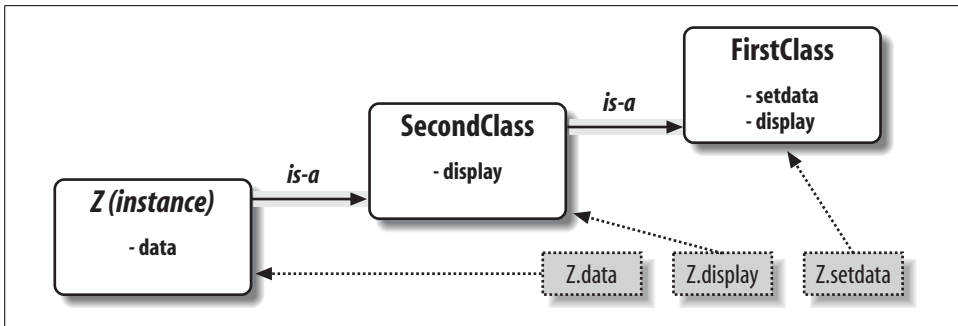 FirstClass
- setdata
- display
is-a
SecondClass
- display
is-a
Z (instance)
- data
Z.data
Z.display
Z.setdata